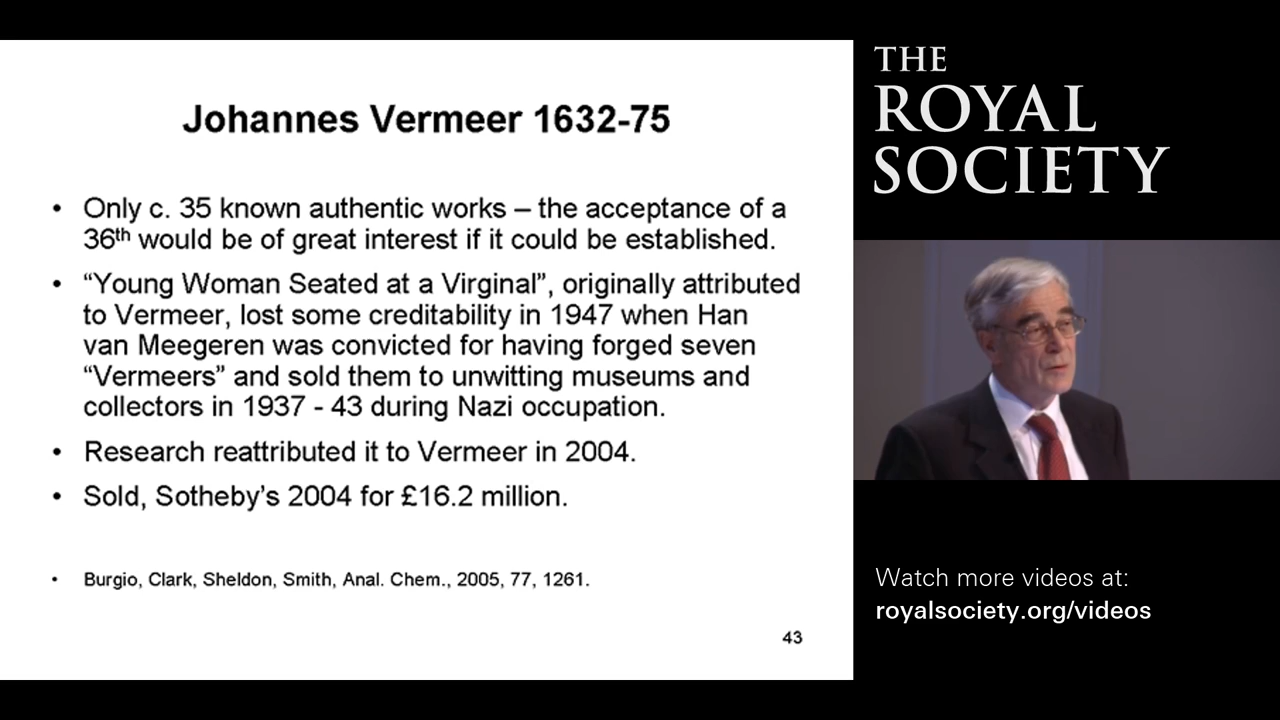 Johannes Vermeer 1632-75
• Only c. 35 known authentic works – the acceptance of a
36th would be of great interest if it could be established.
• “Young Woman Seated at a Virginal”, originally attributed
to Vermeer, lost some creditability in 1947 when Han
van Meegeren was convicted for having forged seven
“Vermeers” and sold them to unwitting museums and
collectors in 1937 - 43 during Nazi occupation.
• Research reattributed it to Vermeer in 2004.
• Sold, Sotheby’s 2004 for £16.2 million.
• Burgio, Clark, Sheldon, Smith, Anal. Chem., 2005, 77, 1261.
43
THE
ROYAL
SOCIETY
Watch more videos at:
royalsociety.org/videos